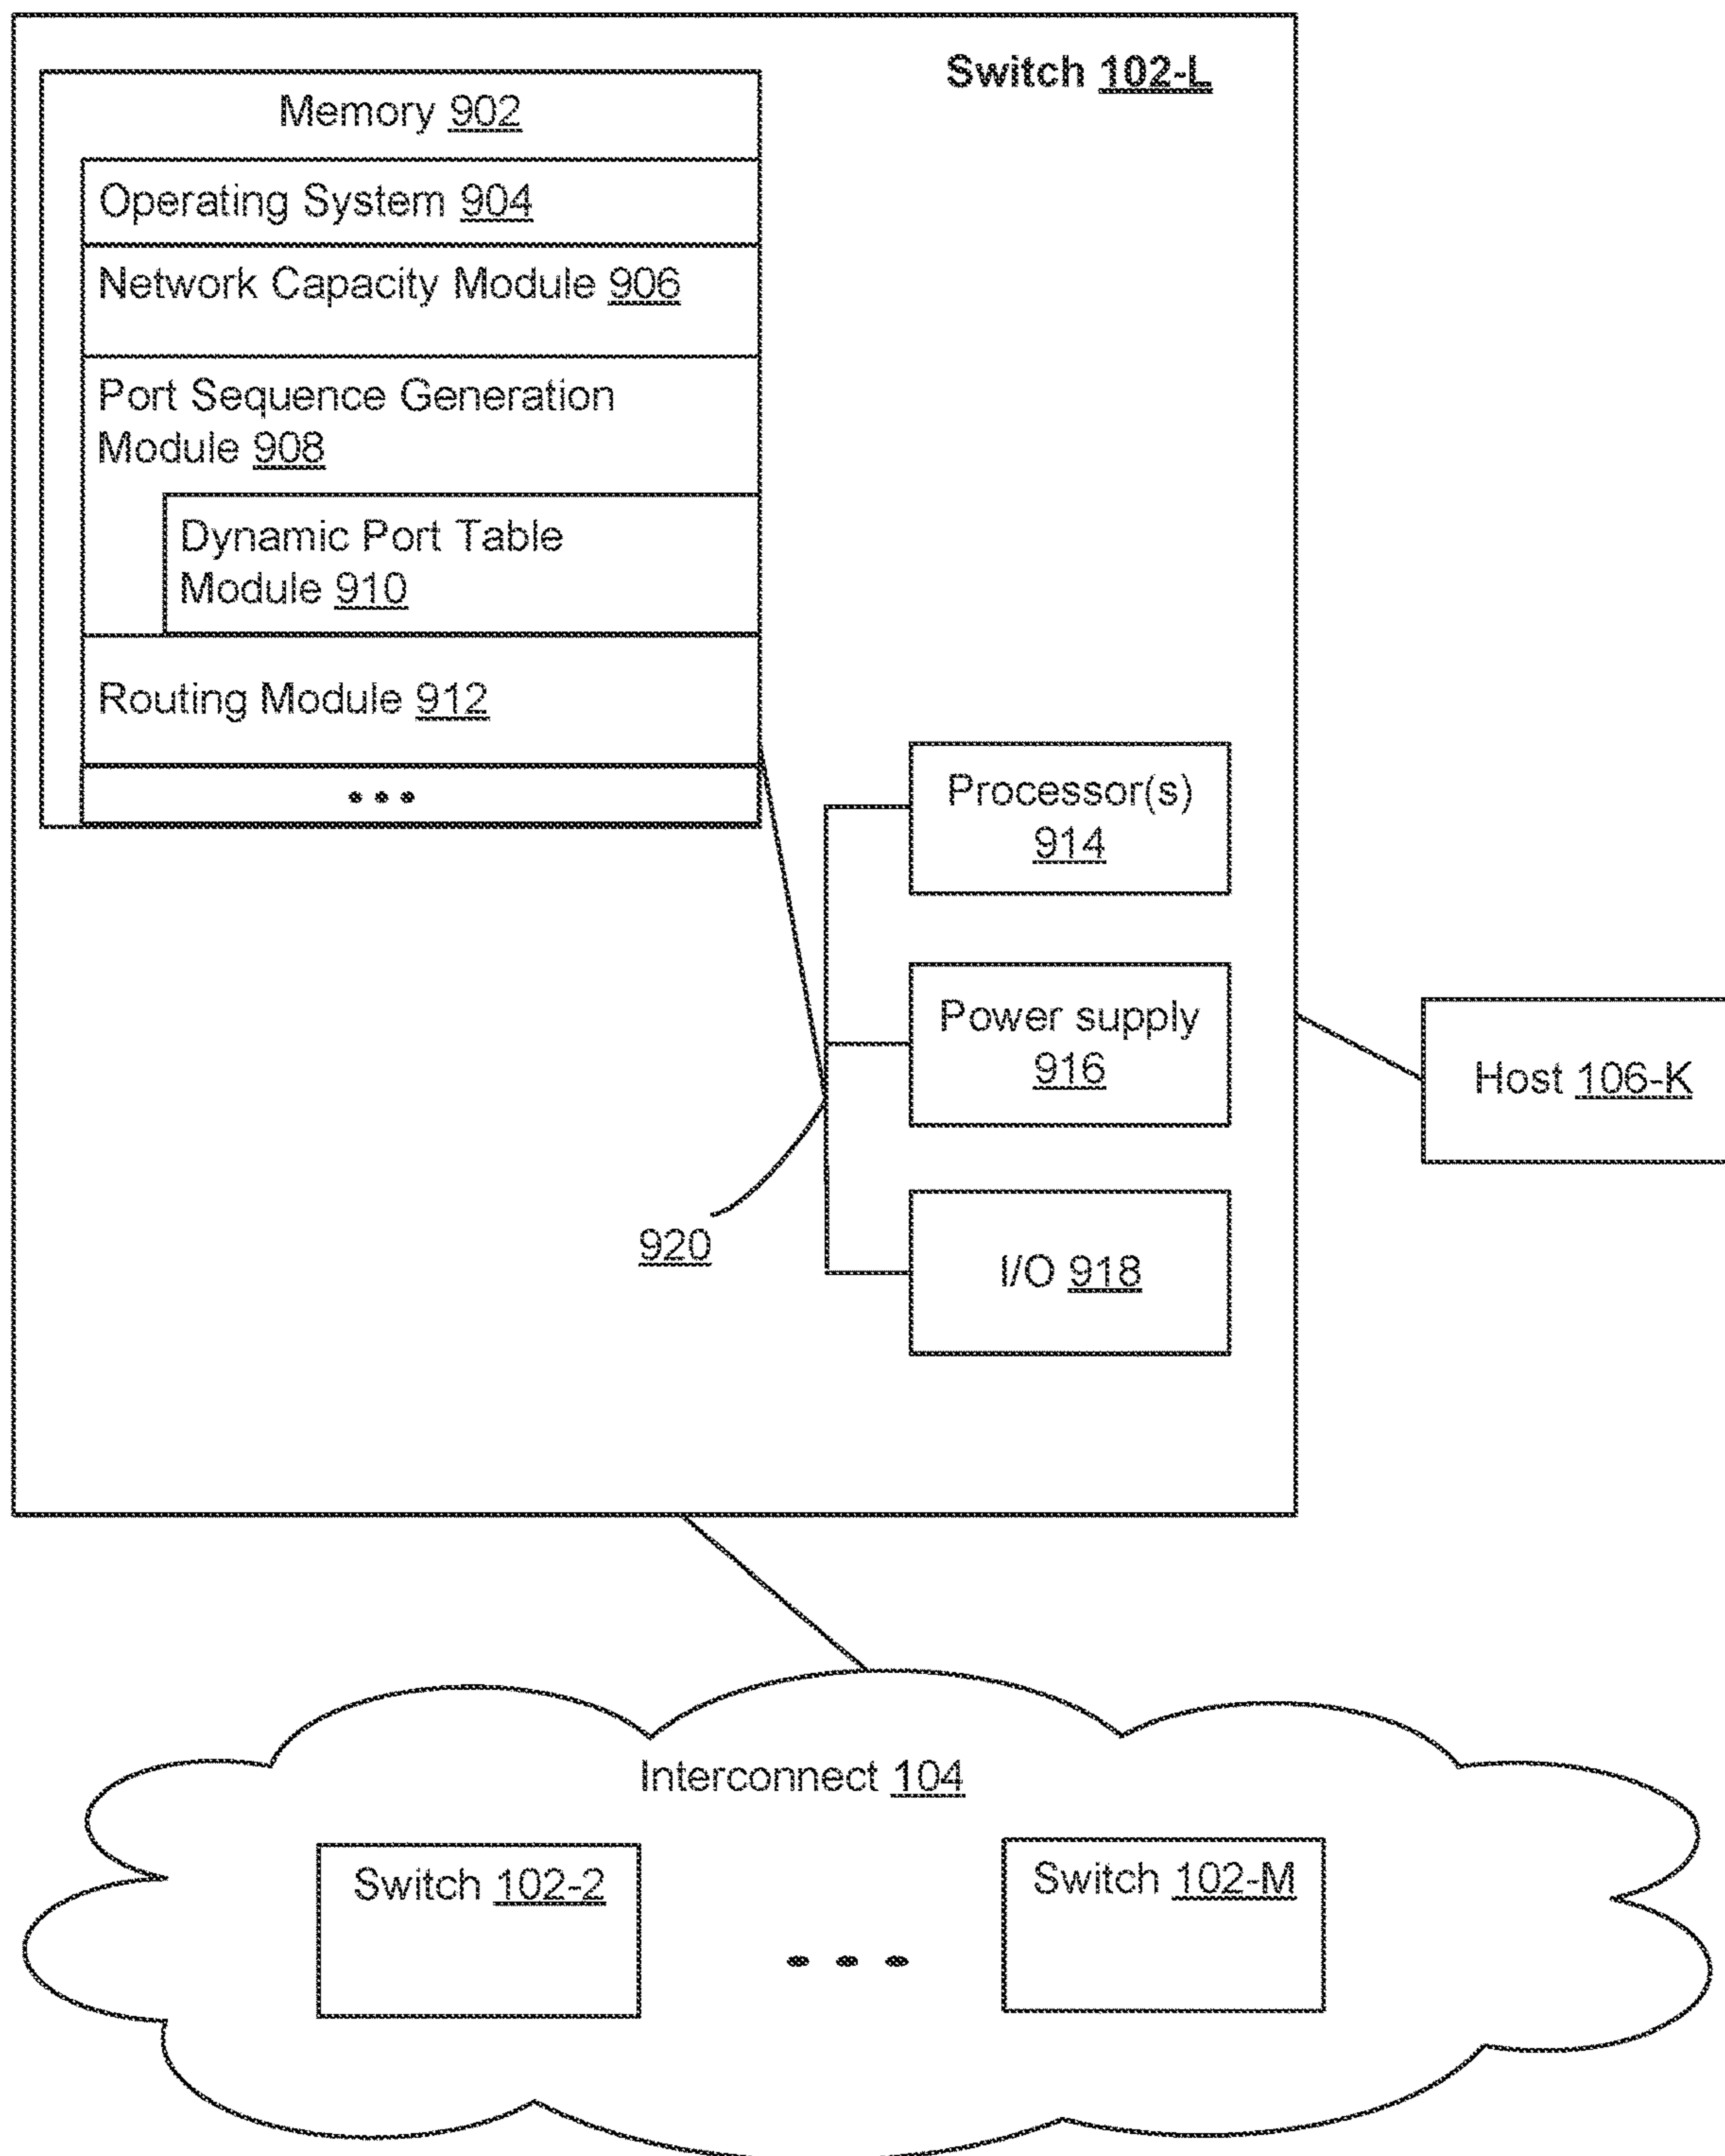 Switch 102-L
Memory 902
Operating System 904
Network Capacity Module 906
Port Sequence Generation
Module 908
Dynamic Port Table
Module 910
Routing Module 912
...
Processor(s)
914
Power supply
916
Host 106-K
920
I/O 918
Interconnect 104
Switch 102-2
Switch 102-M
...